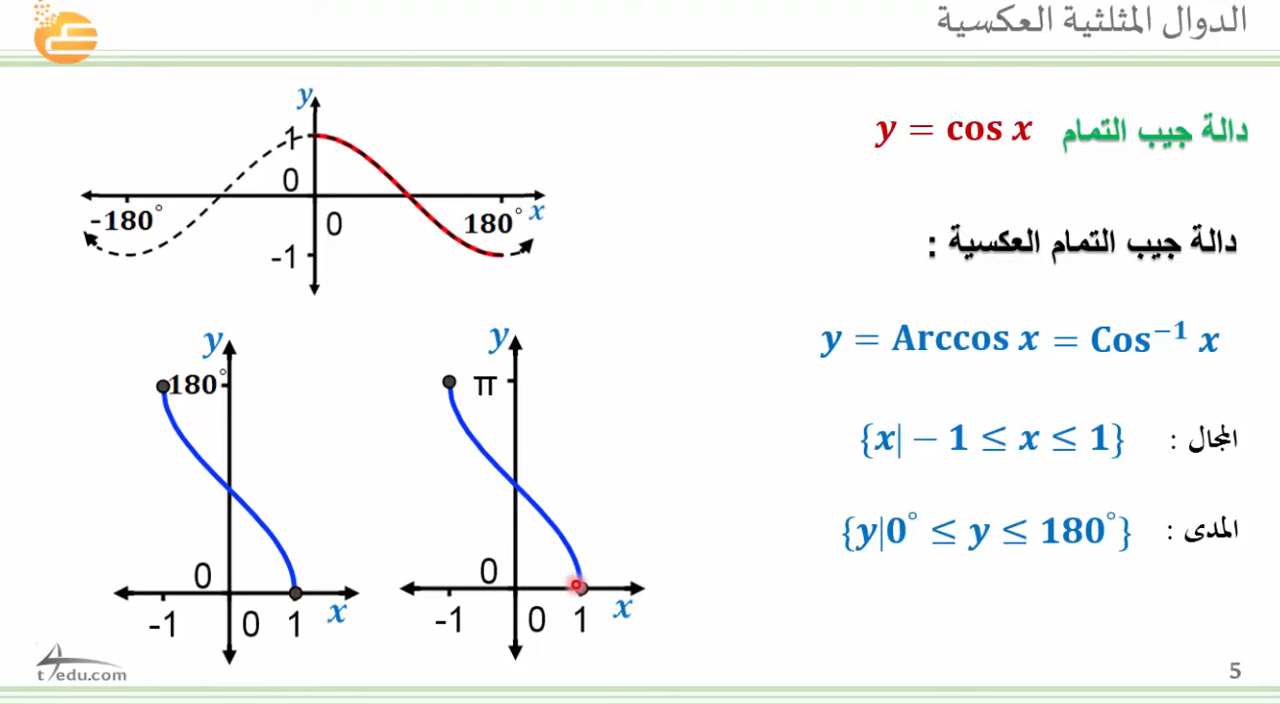 الدوال المثلثية العكسية
دالة جيب التمام y = cos x
دالة جيب التمام العكسية :
y = Arccos x = Cos⁻¹ x
المجال : {x| − 1 ≤ x ≤ 1}
المدى : {y|0° ≤ y ≤ 180°}
y
1
0
-180° 0 180° x
-1
y
180°
0
-1 0 1 x
y
π
0
-1 0 1 x
t4edu.com
5